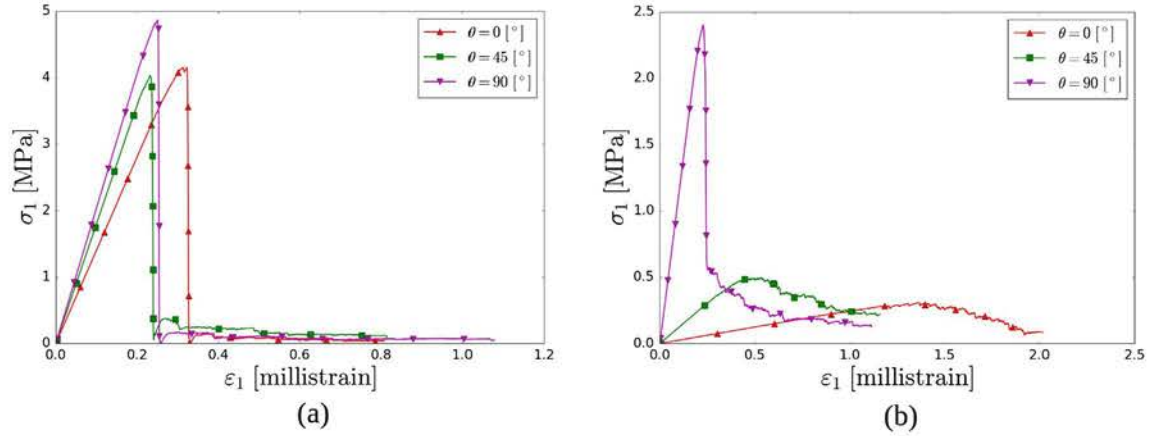 5
4
3
2
1
0
σ₁ [MPa]
0.0 0.2 0.4 0.6 0.8 1.0 1.2
ε₁ [millistrain]
θ = 0 [°]
θ = 45 [°]
θ = 90 [°]
(a)
2.5
2.0
1.5
1.0
0.5
0.0
σ₁ [MPa]
0.0 0.5 1.0 1.5 2.0 2.5
ε₁ [millistrain]
θ = 0 [°]
θ = 45 [°]
θ = 90 [°]
(b)